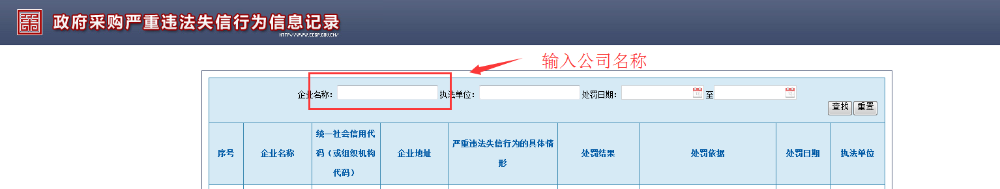 政府采购严重违法失信行为信息记录
HTTP://WWW.CCGP.GOV.CN/
输入公司名称
企业名称： 执法单位： 处罚日期： 至
查找 重置
序号 企业名称 统一社会信用代码（或组织机构代码） 企业地址 严重违法失信行为的具体情形 处罚结果 处罚依据 处罚日期 执法单位